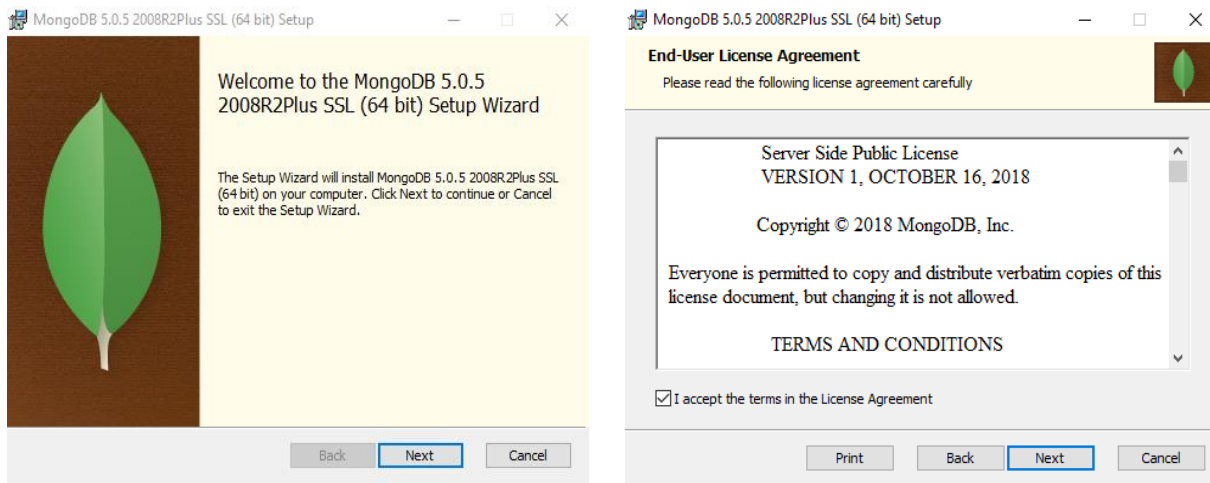 MongoDB 5.0.5 2008R2Plus SSL (64 bit) Setup
Welcome to the MongoDB 5.0.5
2008R2Plus SSL (64 bit) Setup Wizard
The Setup Wizard will install MongoDB 5.0.5 2008R2Plus SSL
(64 bit) on your computer. Click Next to continue or Cancel
to exit the Setup Wizard.
Back Next Cancel
MongoDB 5.0.5 2008R2Plus SSL (64 bit) Setup
End-User License Agreement
Please read the following license agreement carefully
Server Side Public License
VERSION 1, OCTOBER 16, 2018
Copyright © 2018 MongoDB, Inc.
Everyone is permitted to copy and distribute verbatim copies of this
license document, but changing it is not allowed.
TERMS AND CONDITIONS
I accept the terms in the License Agreement
Print Back Next Cancel